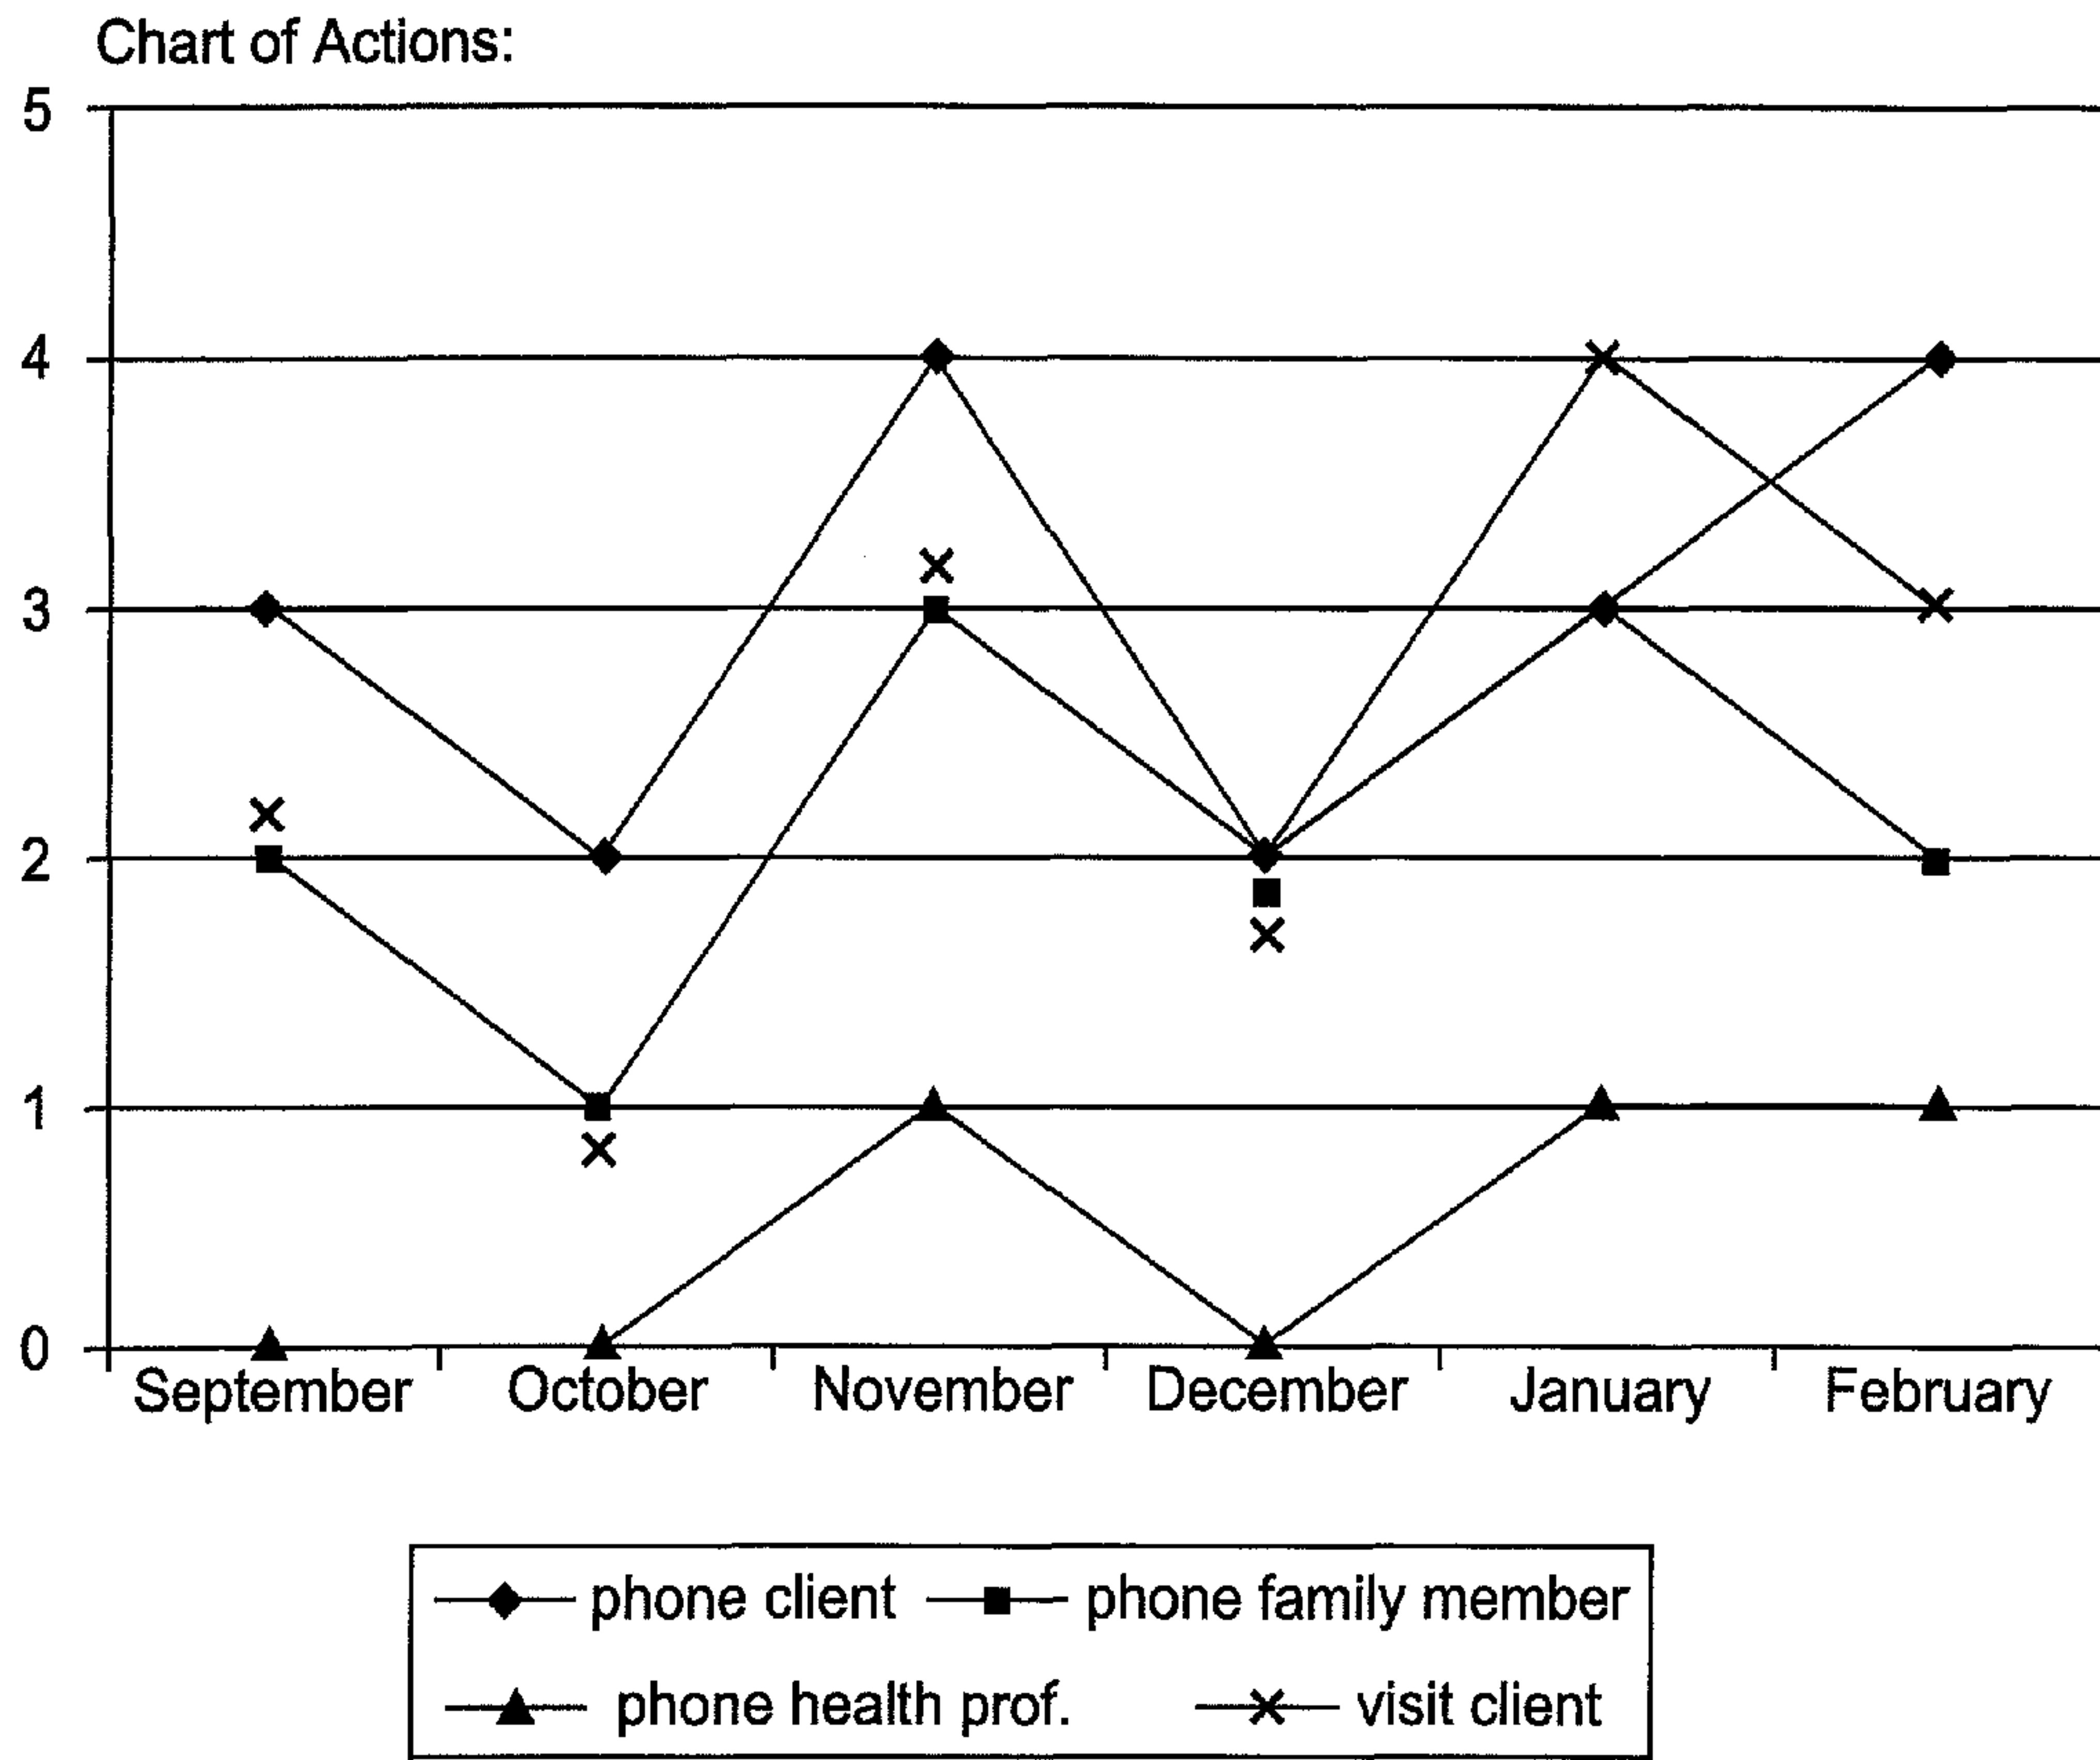 Chart of Actions:
5
4
3
2
1
0
September October November December January February
phone client phone family member
phone health prof. visit client